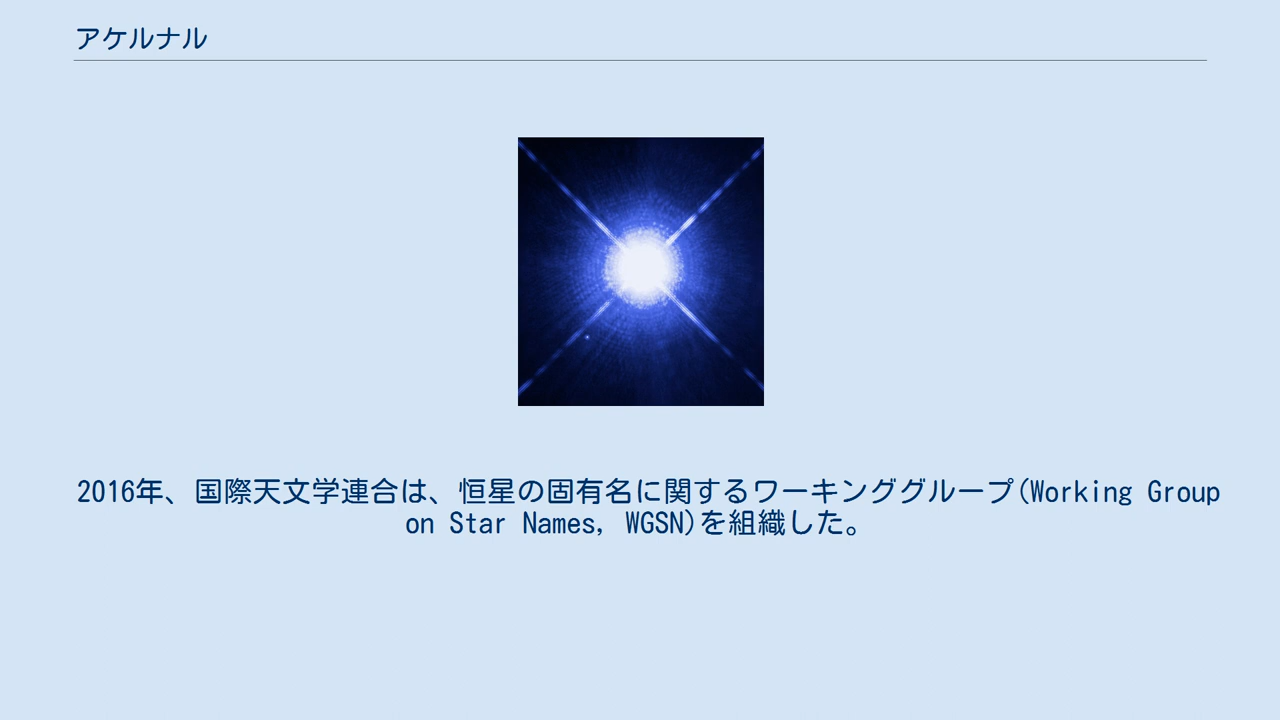 アケルナル
2016年、国際天文学連合は、恒星の固有名に関するワーキンググループ(Working Group
on Star Names, WGSN)を組織した。